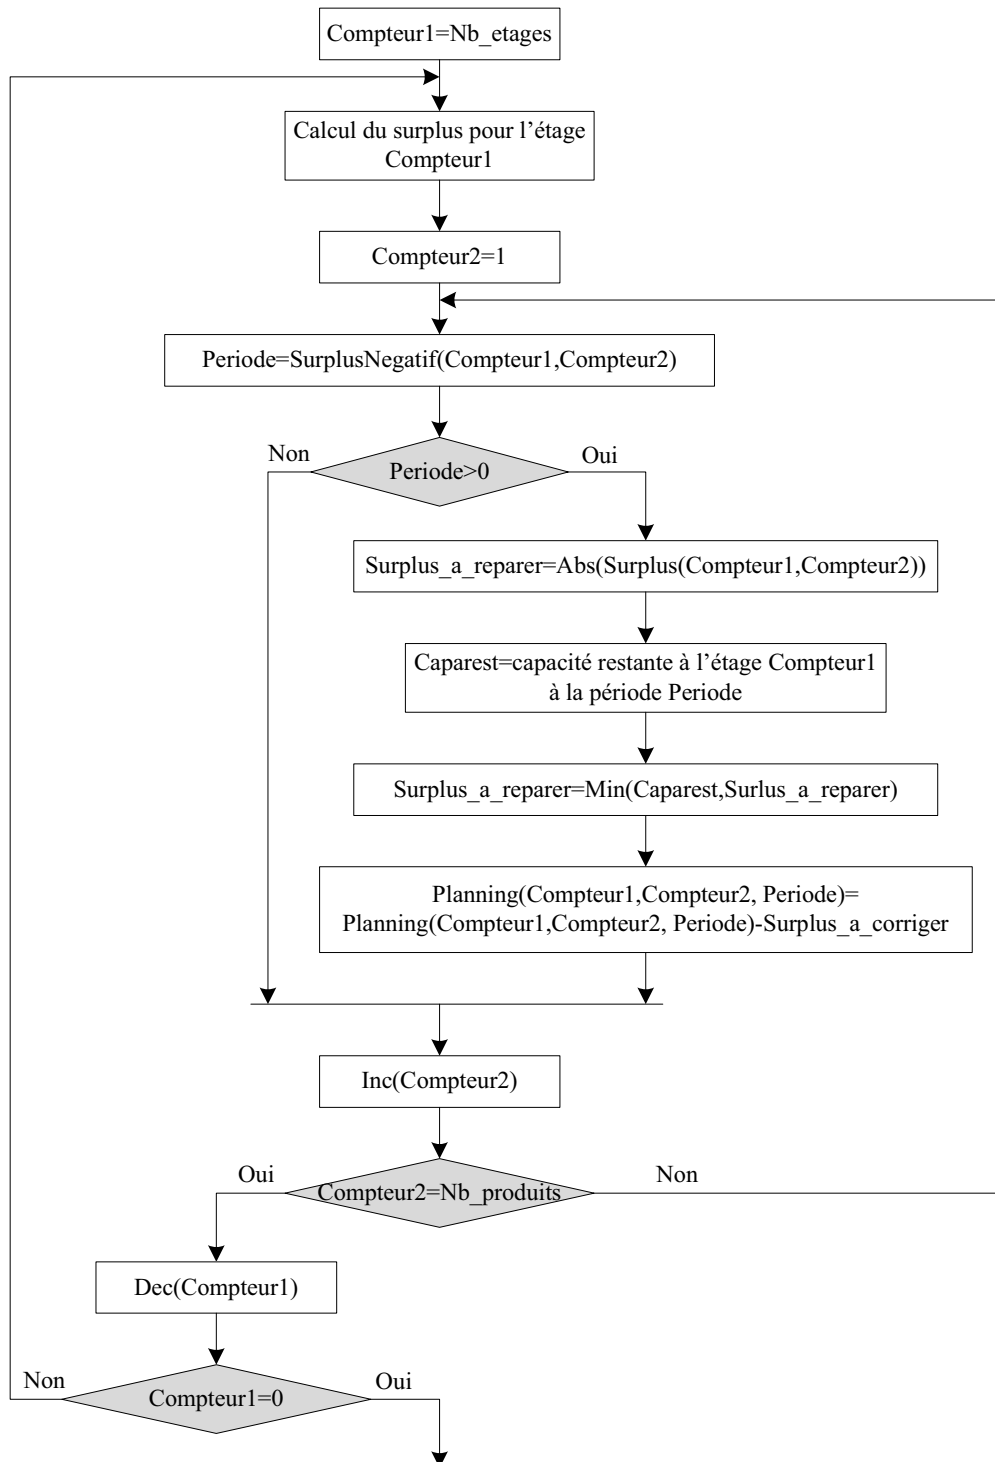 Compteur1=Nb_etages
Calcul du surplus pour l'étage
Compteur1
Compteur2=1
Periode=SurplusNegatif(Compteur1,Compteur2)
Non
Oui
Periode>0
Surplus_a_reparer=Abs(Surplus(Compteur1,Compteur2))
Caparest=capacité restante à l'étage Compteur1
à la période Periode
Surplus_a_reparer=Min(Caparest,Surlus_a_reparer)
Planning(Compteur1,Compteur2, Periode)=
Planning(Compteur1,Compteur2, Periode)-Surplus_a_corriger
Inc(Compteur2)
Oui
Non
Compteur2=Nb_produits
Dec(Compteur1)
Non
Oui
Compteur1=0